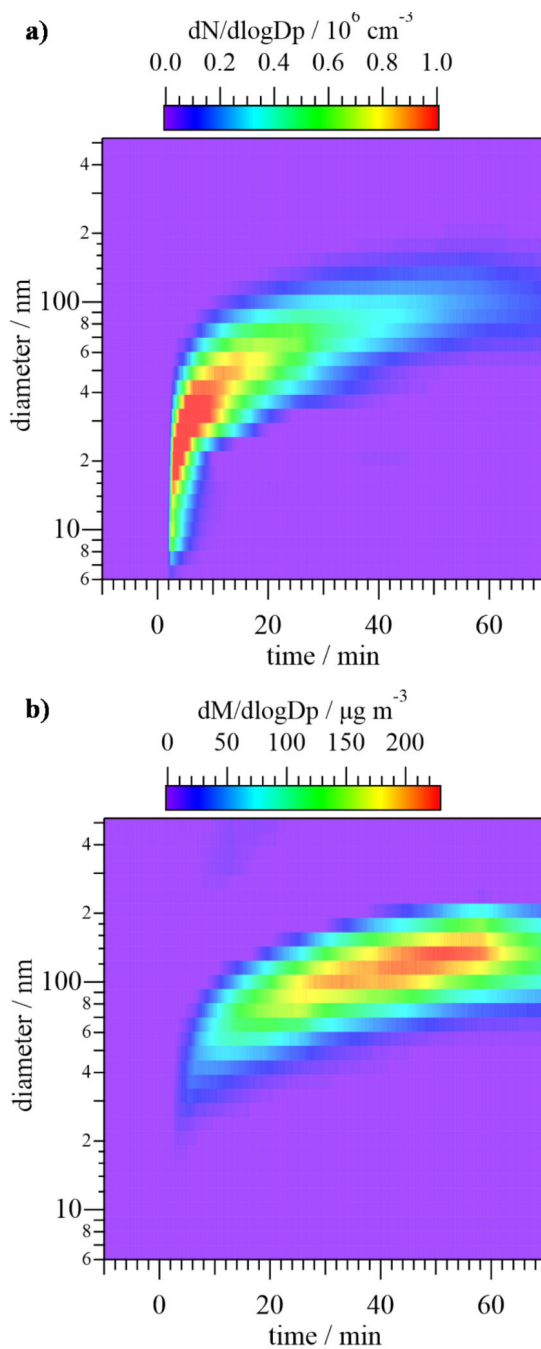 a)
dN/dlogDp / 10⁶ cm⁻³
0.0 0.2 0.4 0.6 0.8 1.0
diameter / nm
4
2
100
8
6
4
2
10
8
6
0 20 40 60
time / min
b)
dM/dlogDp / µg m⁻³
0 50 100 150 200
diameter / nm
4
2
100
8
6
4
2
10
8
6
0 20 40 60
time / min